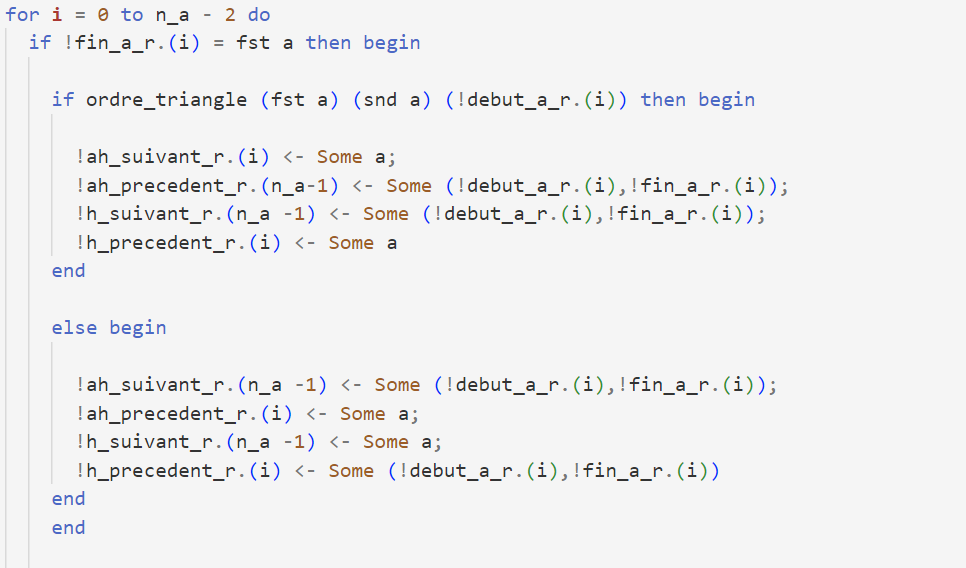 for i = 0 to n_a - 2 do
if !fin_a_r.(i) = fst a then begin
if ordre_triangle (fst a) (snd a) (!debut_a_r.(i)) then begin
!ah_suivant_r.(i) <- Some a;
!ah_precedent_r.(n_a-1) <- Some (!debut_a_r.(i),!fin_a_r.(i));
!h_suivant_r.(n_a -1) <- Some (!debut_a_r.(i),!fin_a_r.(i));
!h_precedent_r.(i) <- Some a
end
else begin
!ah_suivant_r.(n_a -1) <- Some (!debut_a_r.(i),!fin_a_r.(i));
!ah_precedent_r.(i) <- Some a;
!h_suivant_r.(n_a -1) <- Some a;
!h_precedent_r.(i) <- Some (!debut_a_r.(i),!fin_a_r.(i))
end
end